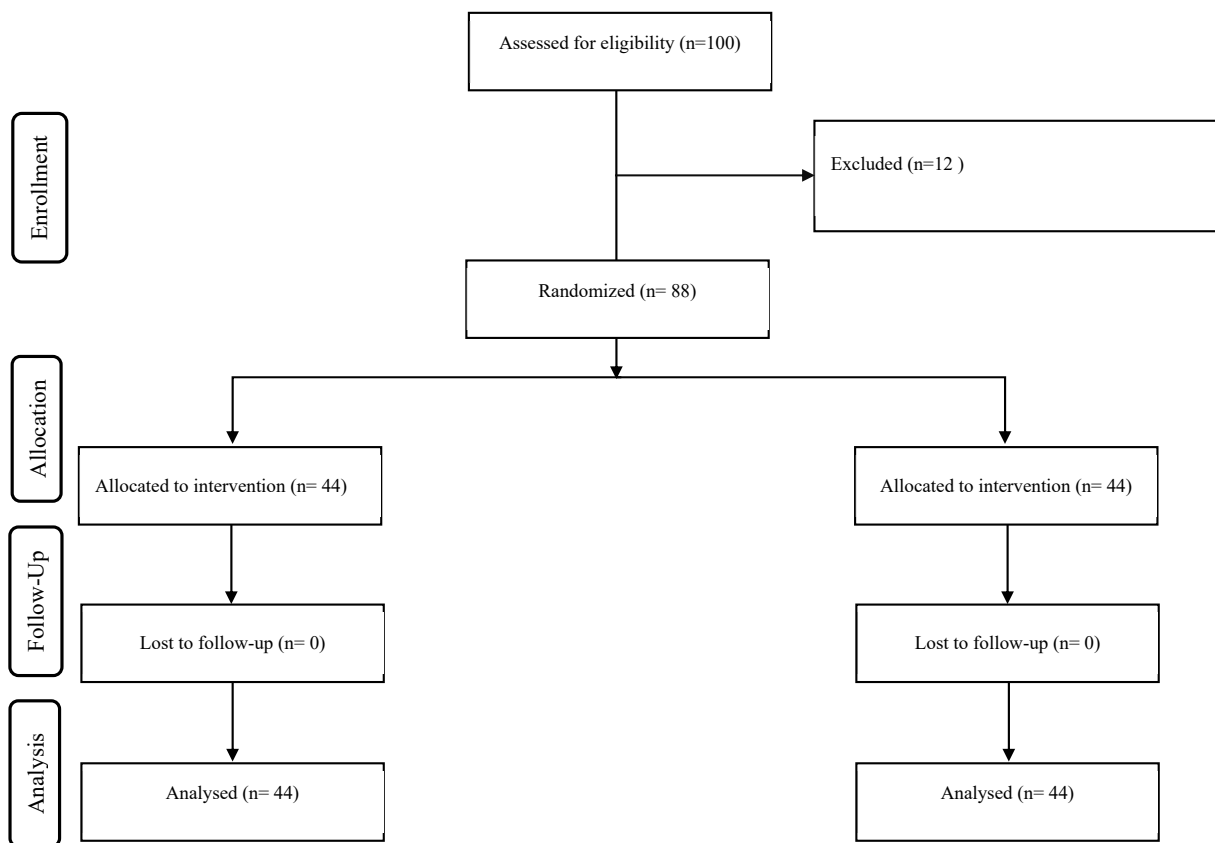 Assessed for eligibility (n=100)
Enrollment
Excluded (n=12 )
Randomized (n= 88)
Allocation
Allocated to intervention (n= 44)
Allocated to intervention (n= 44)
Follow-Up
Lost to follow-up (n= 0)
Lost to follow-up (n= 0)
Analysis
Analysed (n= 44)
Analysed (n= 44)